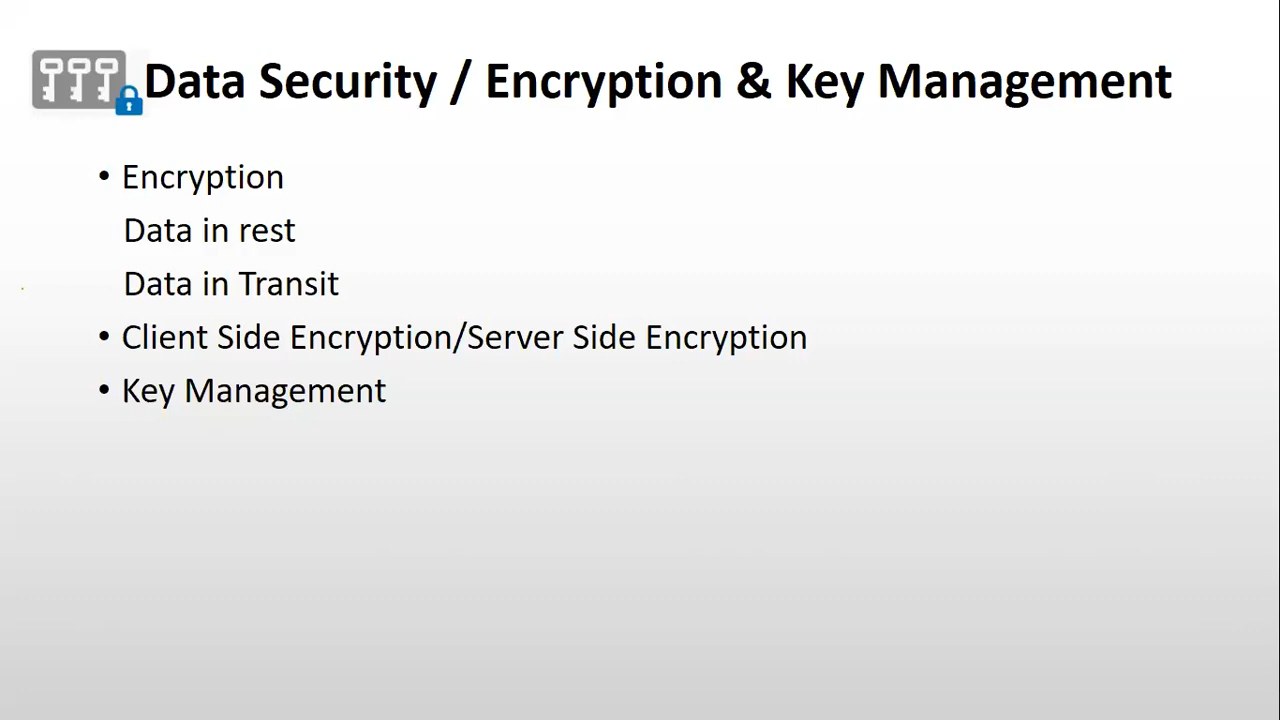 Data Security / Encryption & Key Management
• Encryption
Data in rest
Data in Transit
• Client Side Encryption/Server Side Encryption
• Key Management